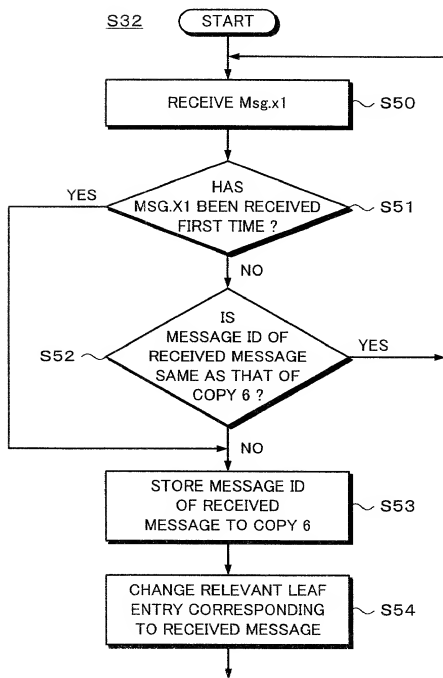 S32
START
RECEIVE Msg.x1
S50
YES
HAS
MSG.X1 BEEN RECEIVED
FIRST TIME ?
S51
NO
S52
IS
MESSAGE ID OF
RECEIVED MESSAGE
SAME AS THAT OF
COPY 6 ?
YES
NO
STORE MESSAGE ID
OF RECEIVED
MESSAGE TO COPY 6
S53
CHANGE RELEVANT LEAF
ENTRY CORRESPONDING
TO RECEIVED MESSAGE
S54